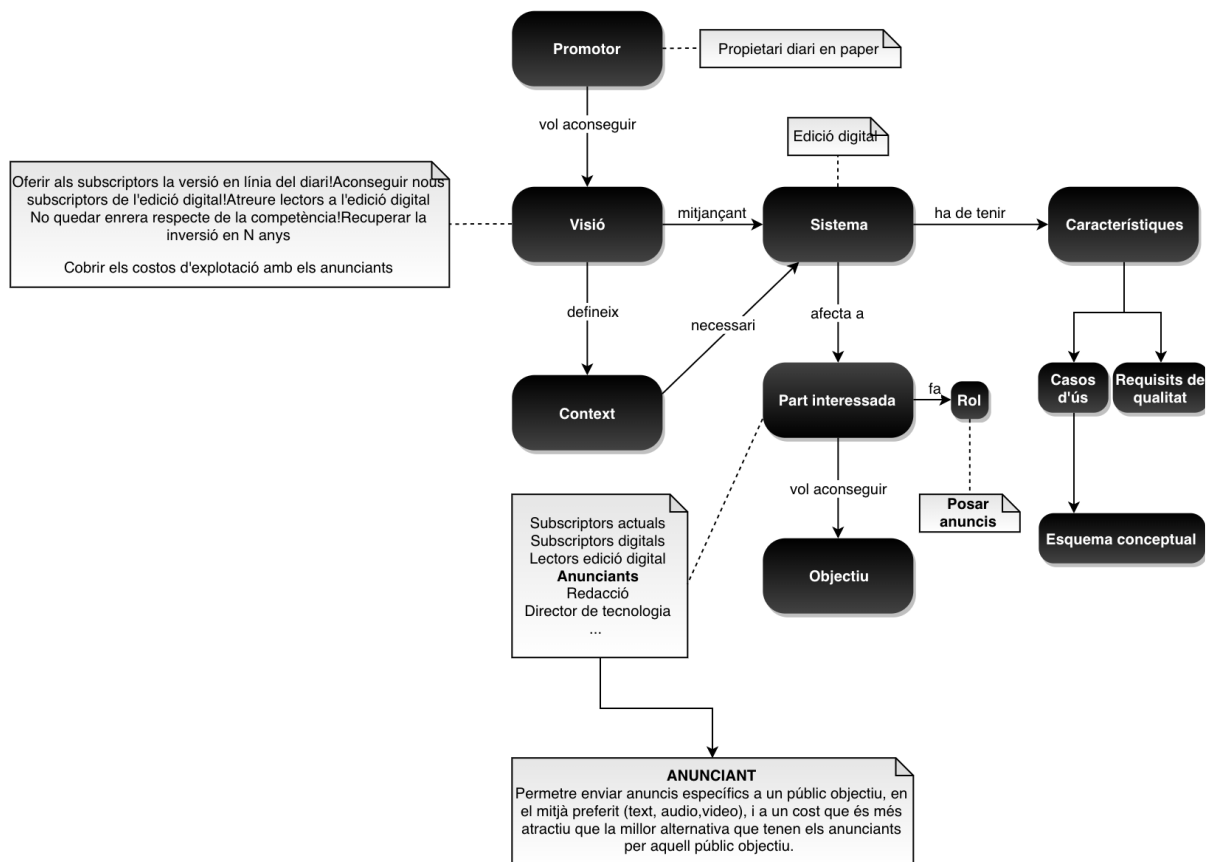 Promotor
Propietari diari en paper
vol aconseguir
Edició digital
Oferir als subscriptors la versió en línia del diari!Aconseguir nous
subscriptors de l'edició digital!Atreure lectors a l'edició digital
No quedar enrera respecte de la competència!Recuperar la
inversió en N anys
Cobrir els costos d'explotació amb els anunciants
Visió
mitjançant
Sistema
ha de tenir
Característiques
defineix
necessari
afecta a
Context
Part interessada
fa
Rol
Casos
d'ús
Requisits de
qualitat
vol aconseguir
Posar
anuncis
Subscriptors actuals
Subscriptors digitals
Lectors edició digital
Anunciants
Redacció
Director de tecnologia
...
Objectiu
Esquema conceptual
ANUNCIANT
Permetre enviar anuncis específics a un públic objectiu, en
el mitjà preferit (text, audio,video), i a un cost que és més
atractiu que la millor alternativa que tenen els anunciants
per aquell públic objectiu.